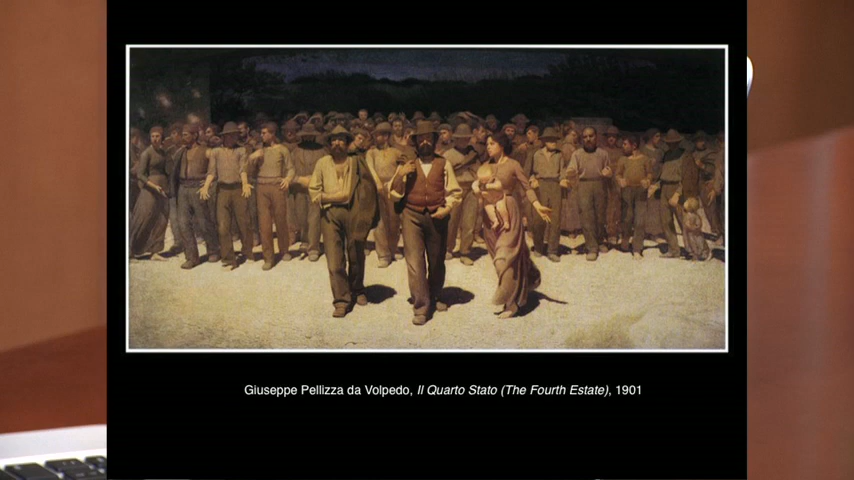 Giuseppe Pellizza da Volpedo, Il Quarto Stato (The Fourth Estate), 1901